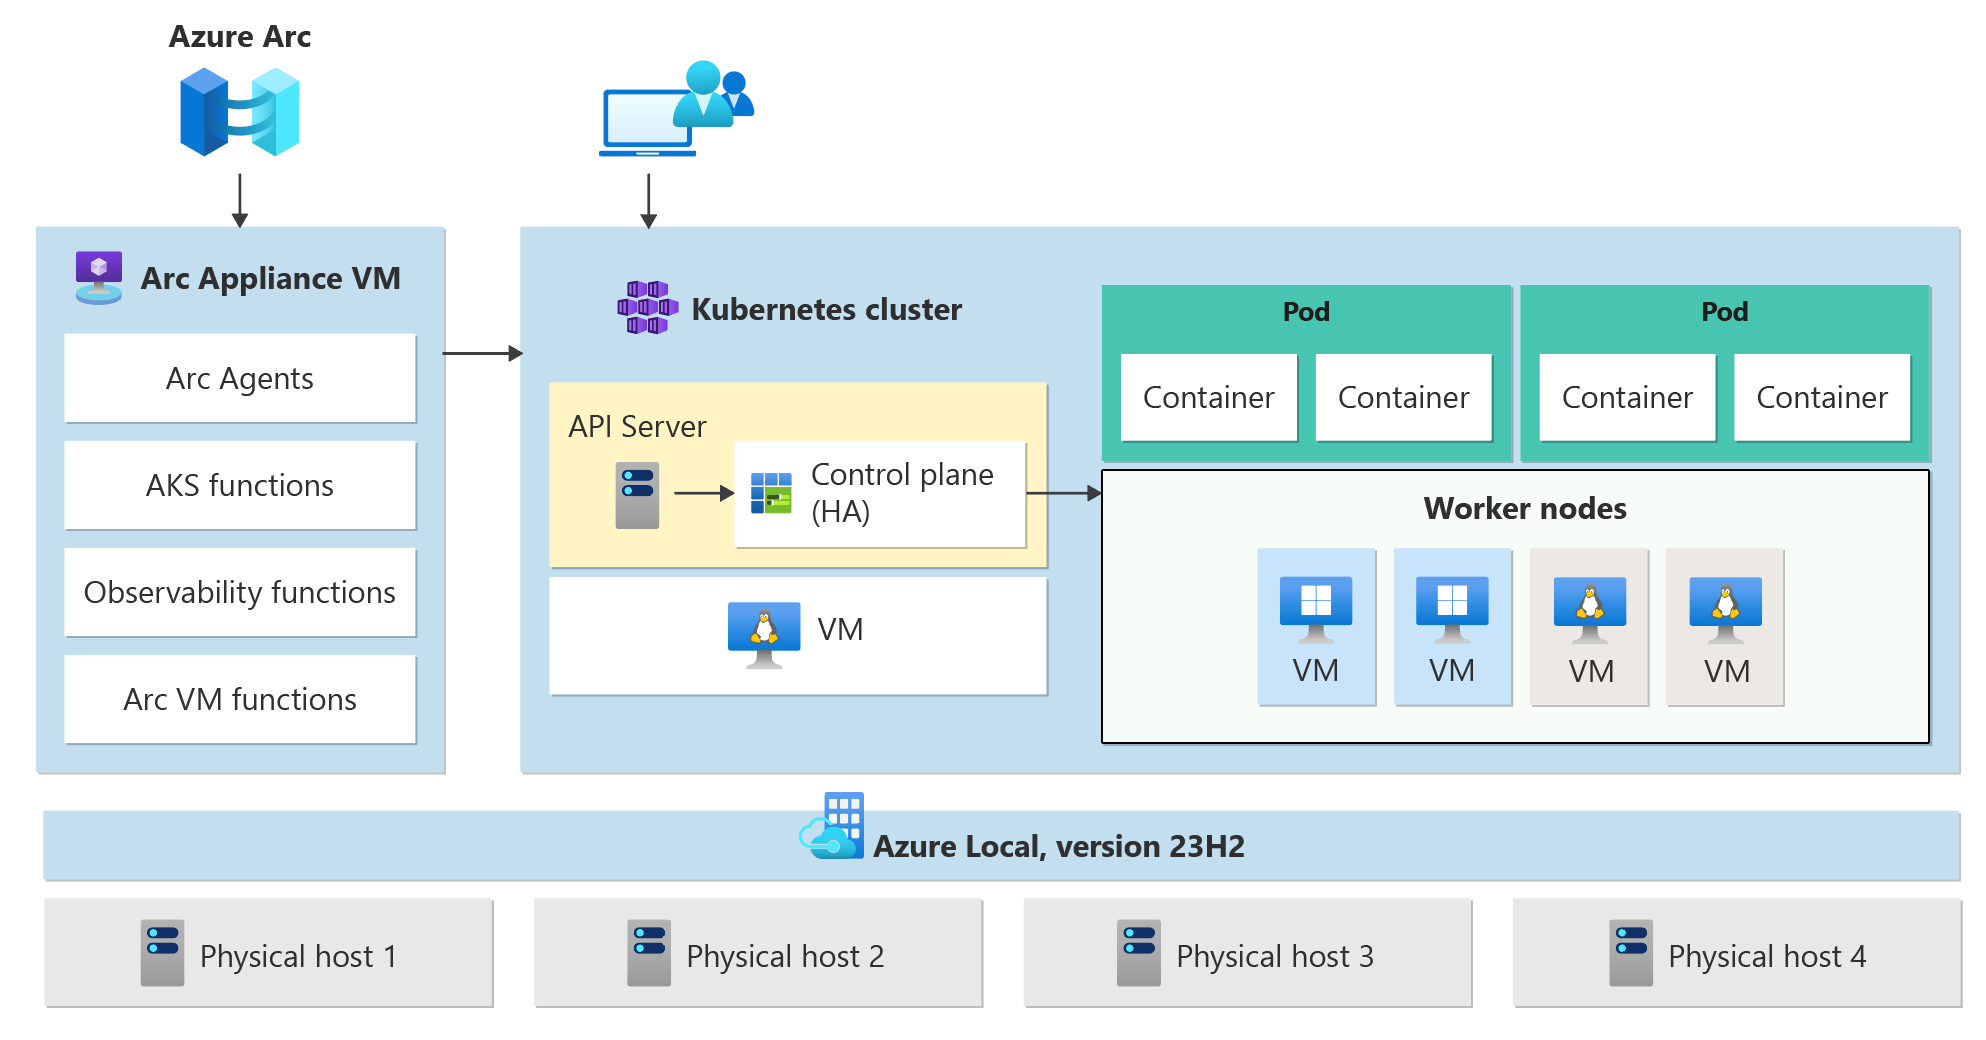 Azure Arc
Arc Appliance VM
Arc Agents
AKS functions
Observability functions
Arc VM functions
Kubernetes cluster
API Server
Control plane
(HA)
VM
Pod
Container
Container
Pod
Container
Container
Worker nodes
VM
VM
VM
VM
Azure Local, version 23H2
Physical host 1
Physical host 2
Physical host 3
Physical host 4